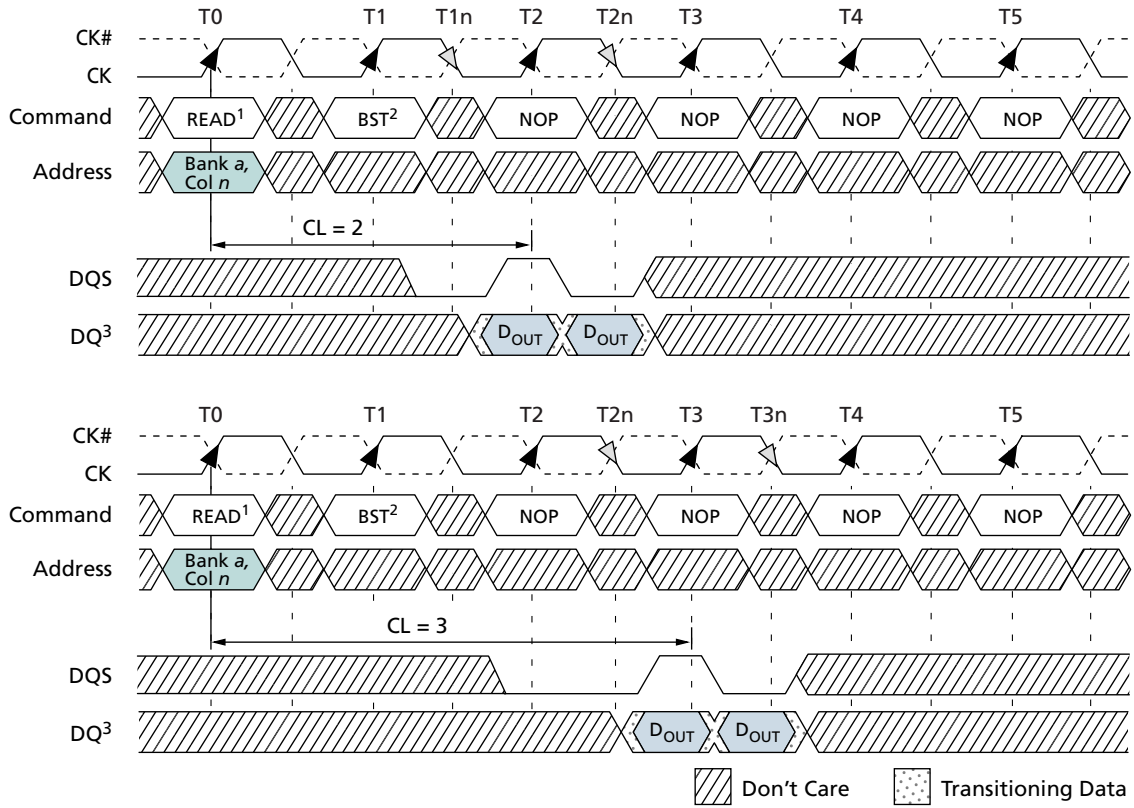 T0 T1 T1n T2 T2n T3 T4 T5
CK#
CK
Command READ1 BST2 NOP NOP NOP NOP
Address Bank a,
Col n
CL = 2
DQS
DQ3 DOUT DOUT
T0 T1 T2 T2n T3 T3n T4 T5
CK#
CK
Command READ1 BST2 NOP NOP NOP NOP
Address Bank a,
Col n
CL = 3
DQS
DQ3 DOUT DOUT
Don't Care Transitioning Data